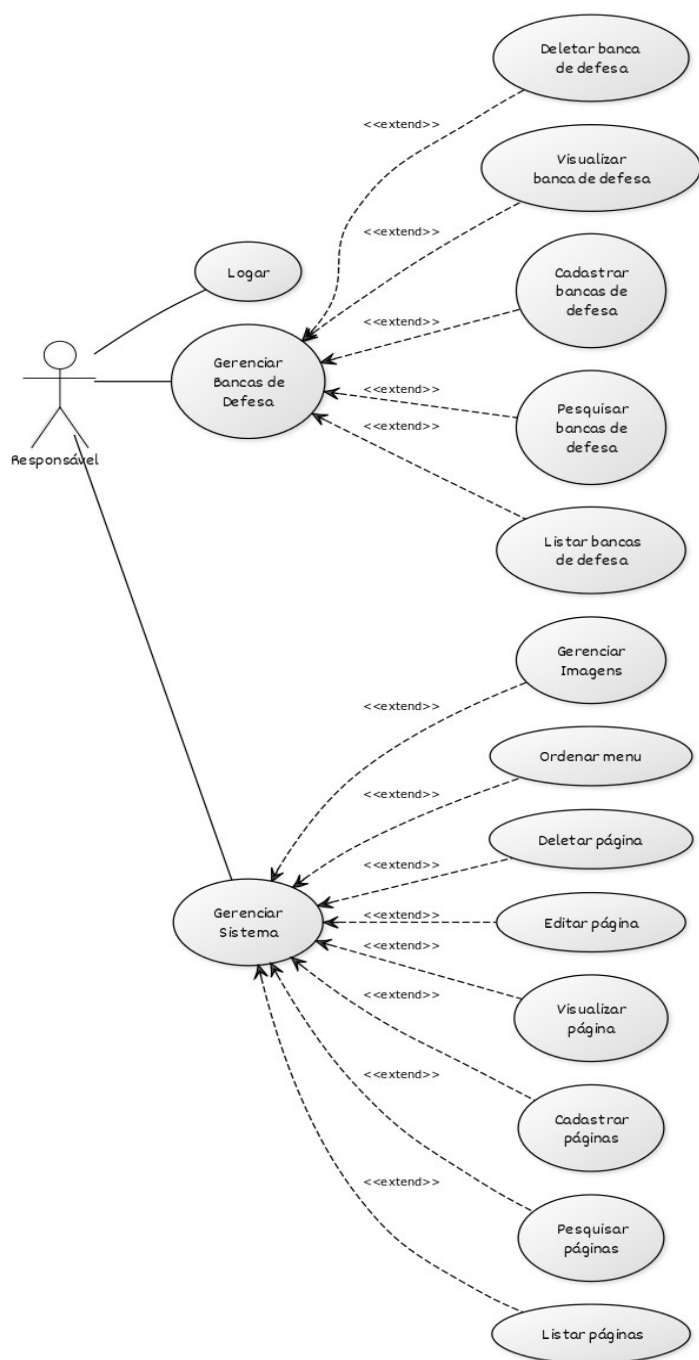 Deletar banca
de defesa
<<extend>>
Visualizar
banca de defesa
<<extend>>
Logar
Cadastrar
bancas de
defesa
<<extend>>
Gerenciar
Bancas de
Defesa
Pesquisar
bancas de
defesa
<<extend>>
Responsável
Listar bancas
de defesa
Gerenciar
Imagens
<<extend>>
Ordenar menu
<<extend>>
Deletar página
<<extend>>
Gerenciar
Sistema
<<extend>>
Editar página
<<extend>>
Visualizar
página
<<extend>>
Cadastrar
páginas
<<extend>>
Pesquisar
páginas
<<extend>>
Listar páginas